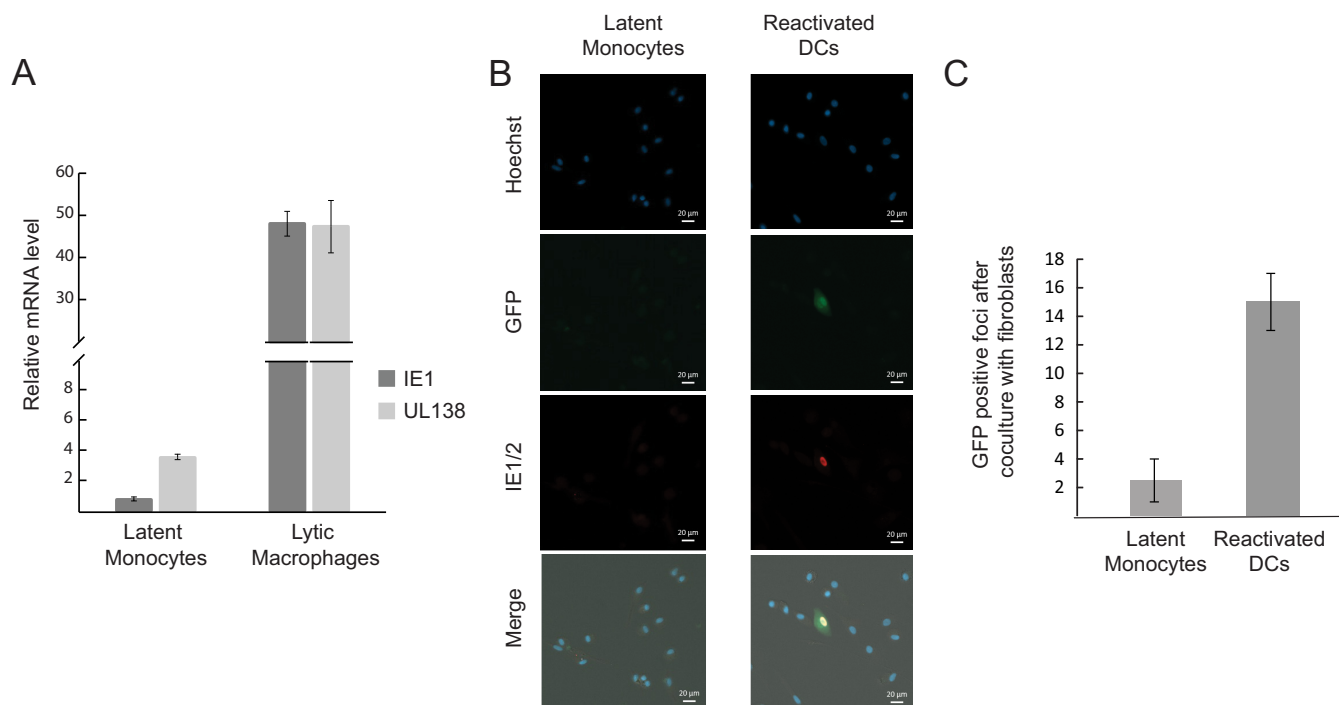 A
Relative mRNA level
60
50
40
30
8
6
4
2
Latent
Monocytes
Lytic
Macrophages
IE1
UL138
B
Latent
Monocytes
Reactivated
DCs
Hoechst
20 µm
20 µm
GFP
20 µm
20 µm
IE1/2
20 µm
20 µm
Merge
20 µm
20 µm
C
GFP positive foci after
coculture with fibroblasts
18
16
14
12
10
8
6
4
2
Latent
Monocytes
Reactivated
DCs